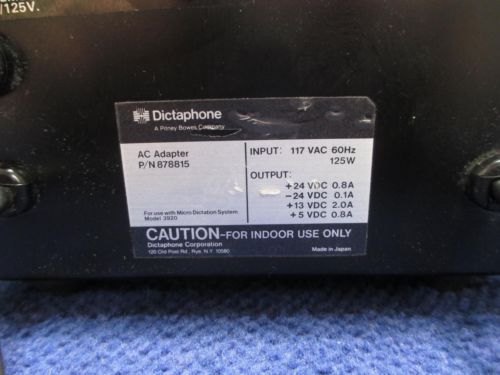 /125V.
Dictaphone
A Pitney Bowes Company
AC Adapter
P/N 878815
INPUT: 117 VAC 60Hz
125W
OUTPUT:
+24 VDC 0.8A
−24 VDC 0.1A
+13 VDC 2.0A
+5 VDC 0.8A
For use with Micro Dictation System
Model 3920
CAUTION–FOR INDOOR USE ONLY
Dictaphone Corporation
120 Old Post Rd., Rye, N.Y. 10580
Made in Japan